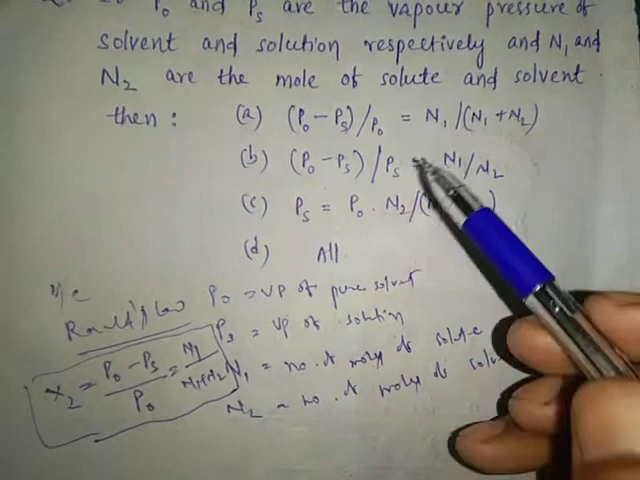 P₀ and Pₛ are the vapour pressure of
solvent and solution respectively and N₁ and
N₂ are the mole of solute and solvent
then : (a) (P₀ - Pₛ)/P₀ = N₁/(N₁ + N₂)
(b) (P₀ - Pₛ)/Pₛ N₁/N₂
(c) Pₛ = P₀ . N₂/(
(d) All
Raoult's law P₀ = VP of pure solvent
Pₛ = VP of solution
N₁ = no. of moles of solute
N₂ = no. of moles of
x₂ = P₀ - Pₛ / P₀ = N₁ / N₁+N₂